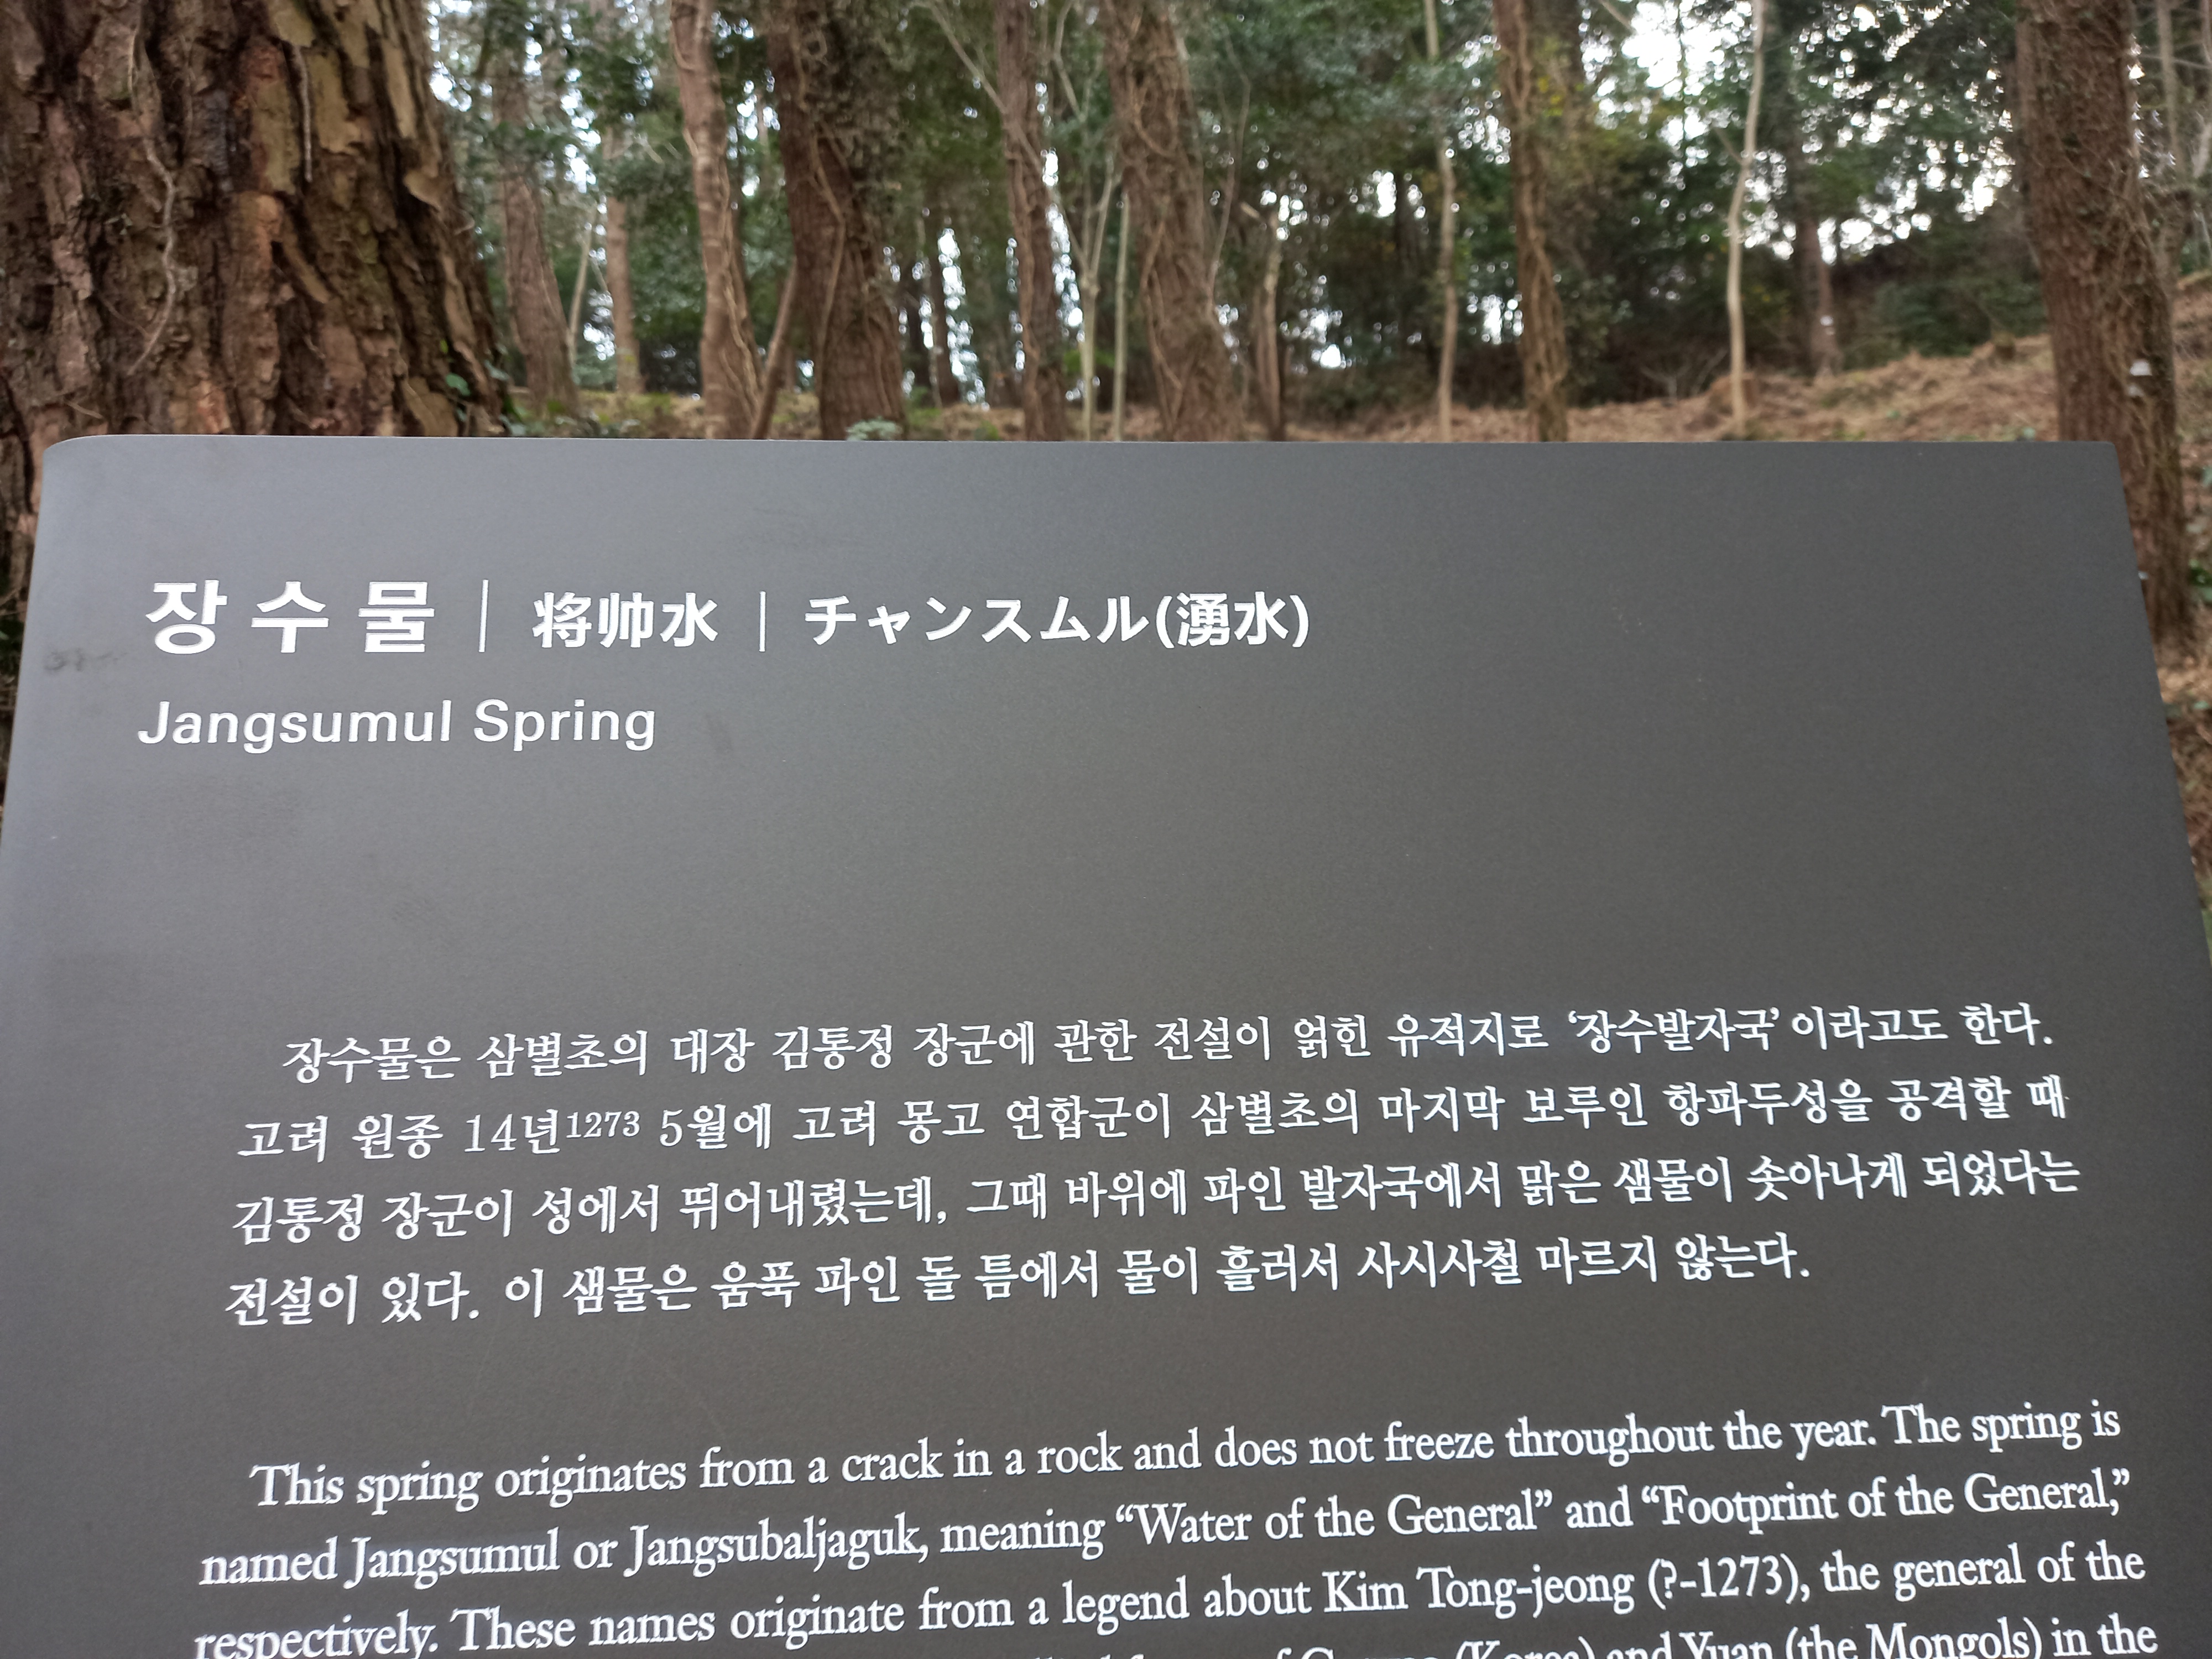 장수물 | 将帅水 | チャンスムル(湧水)
Jangsumul Spring
장수물은 삼별초의 대장 김통정 장군에 관한 전설이 얽힌 유적지로 ‘장수발자국’이라고도 한다.
고려 원종 14년1273 5월에 고려 몽고 연합군이 삼별초의 마지막 보루인 항파두성을 공격할 때
김통정 장군이 성에서 뛰어내렸는데, 그때 바위에 파인 발자국에서 맑은 샘물이 솟아나게 되었다는
전설이 있다. 이 샘물은 움푹 파인 돌 틈에서 물이 흘러서 사시사철 마르지 않는다.
This spring originates from a crack in a rock and does not freeze throughout the year. The spring is
named Jangsumul or Jangsubaljaguk, meaning “Water of the General” and “Footprint of the General,”
respectively. These names originate from a legend about Kim Tong-jeong (?-1273), the general of the
(Korea) and Yuan (the Mongols) in the